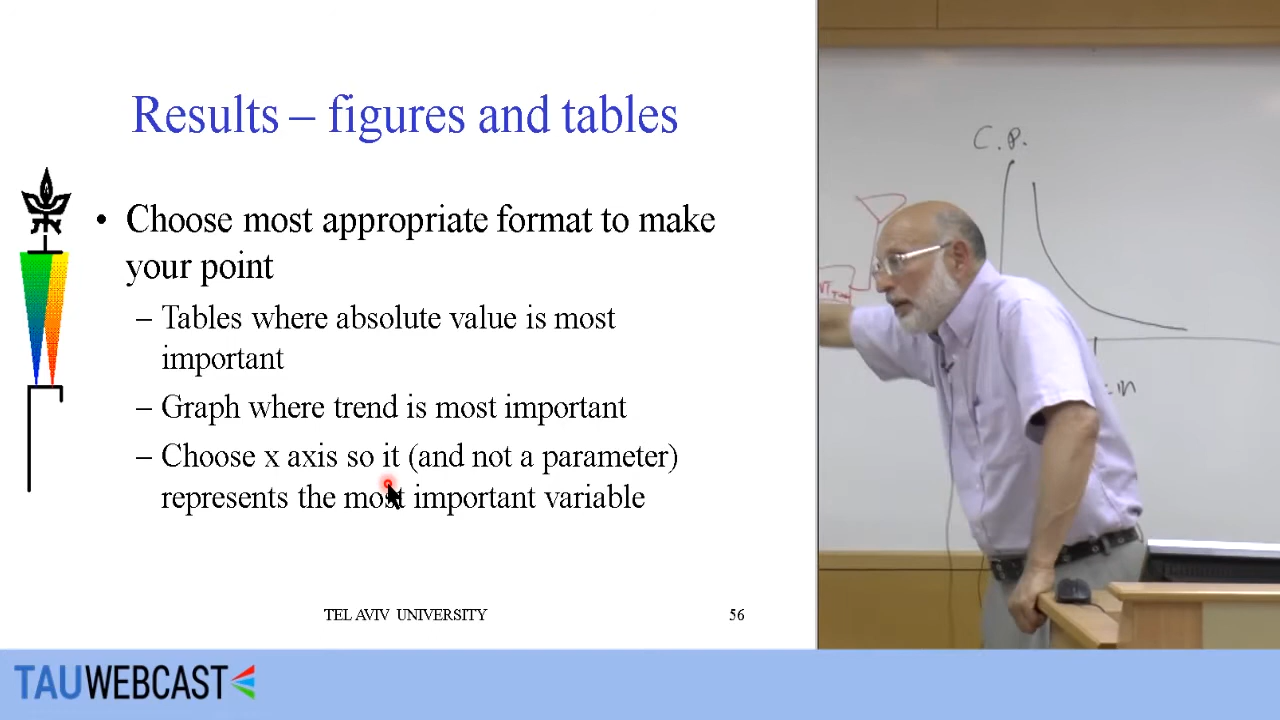 Results – figures and tables
• Choose most appropriate format to make
your point
– Tables where absolute value is most
important
– Graph where trend is most important
– Choose x axis so it (and not a parameter)
represents the most important variable
TEL AVIV UNIVERSITY
56
C.P.
TAUWEBCAST